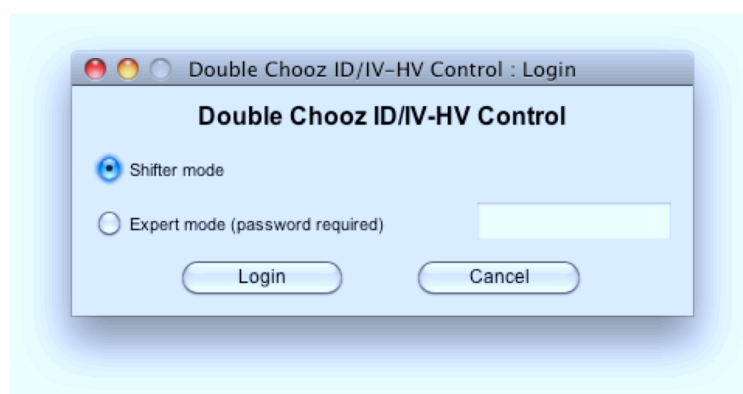 Double Chooz ID/IV-HV Control : Login
Double Chooz ID/IV-HV Control
Shifter mode
Expert mode (password required)
Login Cancel